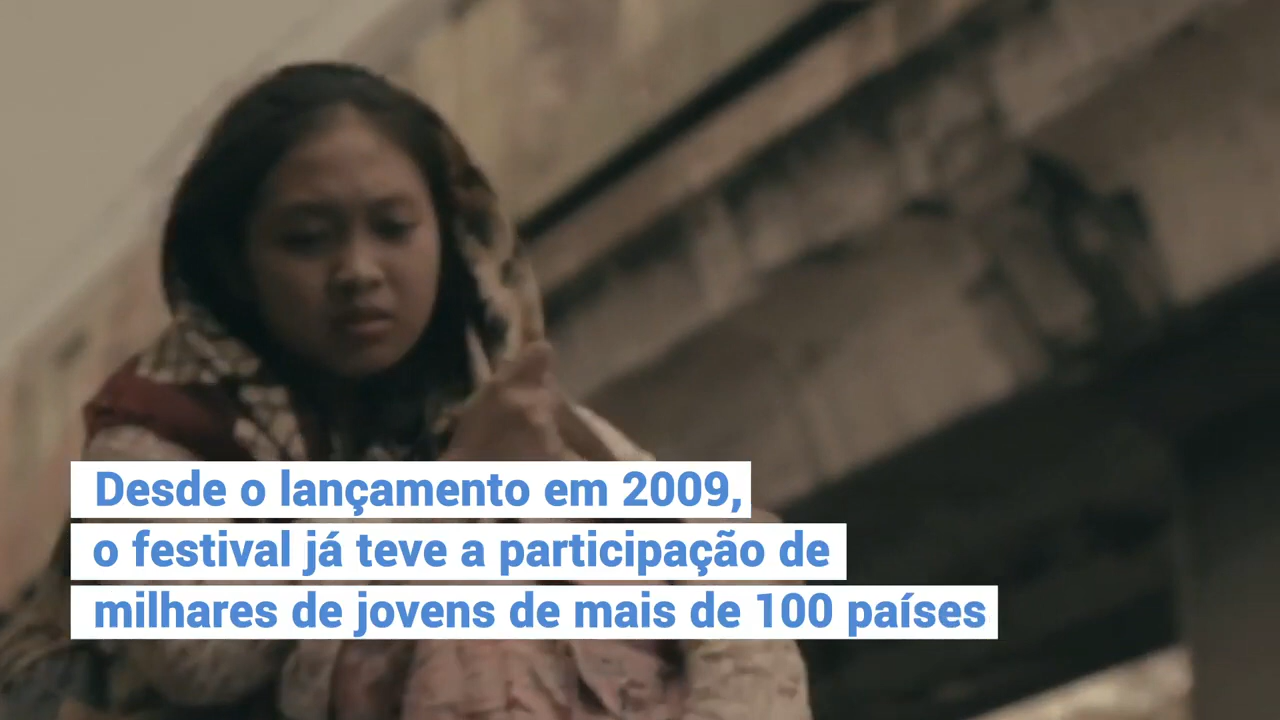 Desde o lançamento em 2009,
o festival já teve a participação de
milhares de jovens de mais de 100 países